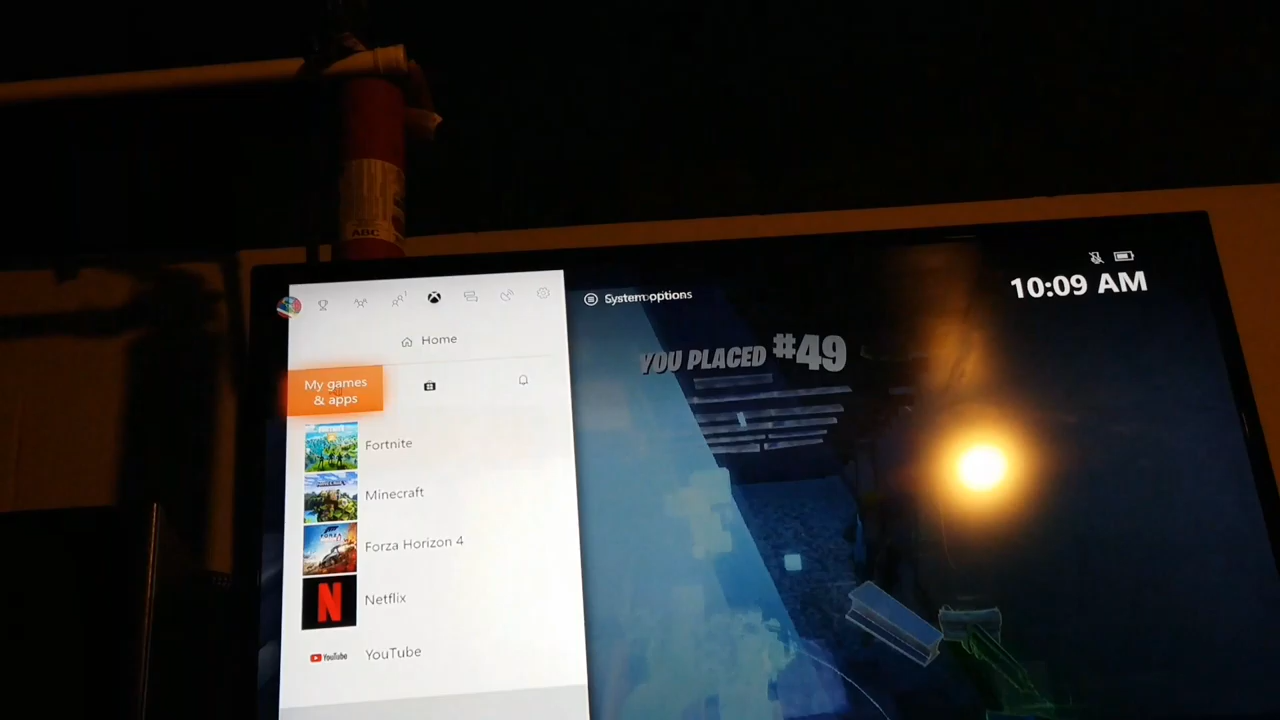 ABC
System options
10:09 AM
Home
YOU PLACED #49
My games
& apps
Fortnite
Minecraft
Forza Horizon 4
N
Netflix
YouTube
YouTube